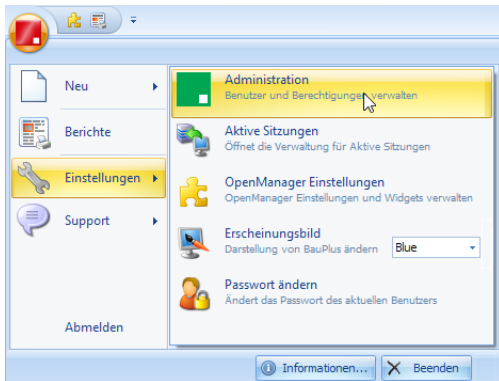 Neu
Berichte
Einstellungen
Support
Abmelden
Administration
Benutzer und Berechtigungen verwalten
Aktive Sitzungen
Öffnet die Verwaltung für Aktive Sitzungen
OpenManager Einstellungen
OpenManager Einstellungen und Widgets verwalten
Erscheinungsbild
Darstellung von BauPlus ändern
Blue
Passwort ändern
Ändert das Passwort des aktuellen Benutzers
Informationen...
Beenden